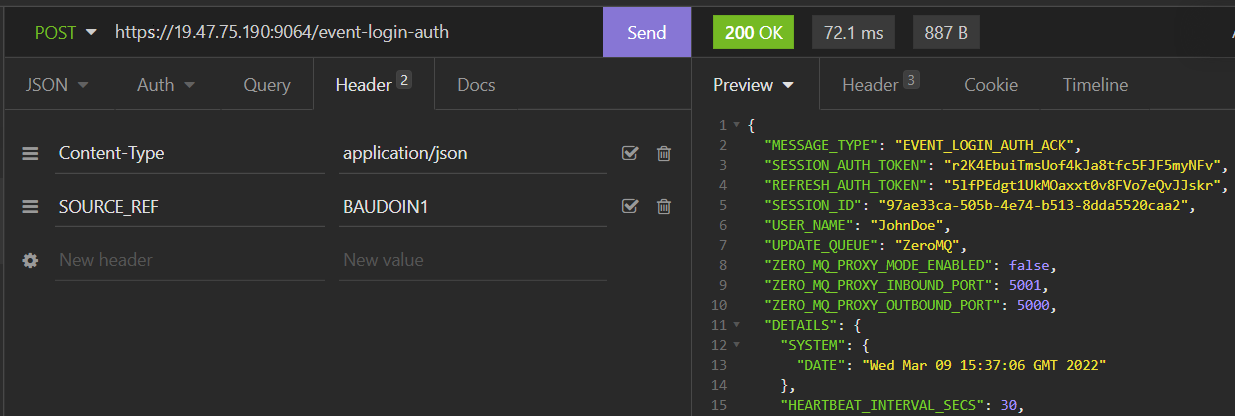 POST https://19.47.75.190:9064/event-login-auth Send 200 OK 72.1 ms 887 B
JSON Auth Query Header 2 Docs Preview Header 3 Cookie Timeline
Content-Type application/json
SOURCE_REF BAUDOIN1
New header New value
1 {
2 "MESSAGE_TYPE": "EVENT_LOGIN_AUTH_ACK",
3 "SESSION_AUTH_TOKEN": "r2K4EbuiTmsUof4kJa8tfc5FJF5myNFv",
4 "REFRESH_AUTH_TOKEN": "5lfPEdgt1UkMOaxxt0v8FVo7eQvJJskr",
5 "SESSION_ID": "97ae33ca-505b-4e74-b513-8dda5520caa2",
6 "USER_NAME": "JohnDoe",
7 "UPDATE_QUEUE": "ZeroMQ",
8 "ZERO_MQ_PROXY_MODE_ENABLED": false,
9 "ZERO_MQ_PROXY_INBOUND_PORT": 5001,
10 "ZERO_MQ_PROXY_OUTBOUND_PORT": 5000,
11 "DETAILS": {
12 "SYSTEM": {
13 "DATE": "Wed Mar 09 15:37:06 GMT 2022"
14 },
15 "HEARTBEAT_INTERVAL_SECS": 30,